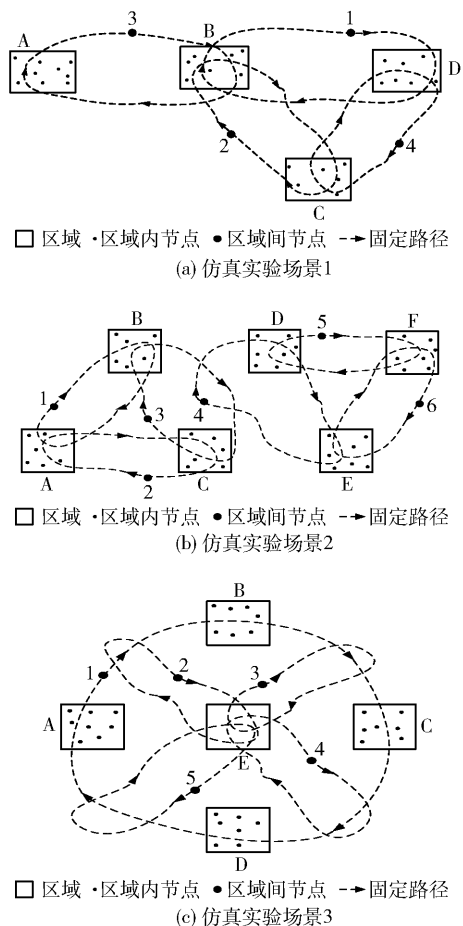 3
1
A
B
D
2
4
C
区域 区域内节点 区域间节点 固定路径
(a) 仿真实验场景1
B
D
5
F
1
3
4
6
A
C
E
2
区域 区域内节点 区域间节点 固定路径
(b) 仿真实验场景2
B
1
2
3
A
C
E
4
5
D
区域 区域内节点 区域间节点 固定路径
(c) 仿真实验场景3